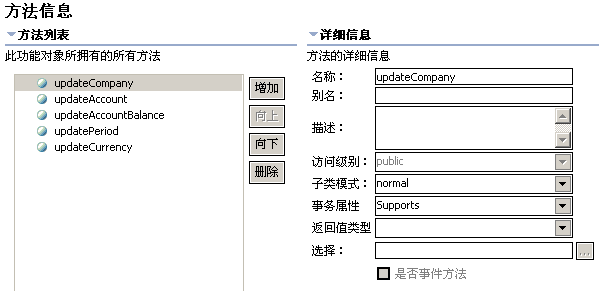 方法信息
方法列表
此功能对象所拥有的所有方法
updateCompany
updateAccount
updateAccountBalance
updatePeriod
updateCurrency
增加
向上
向下
删除
详细信息
方法的详细信息
名称： updateCompany
别名：
描述：
访问级别： public
子类模式： normal
事务属性 Supports
返回值类型
选择： ...
是否事件方法